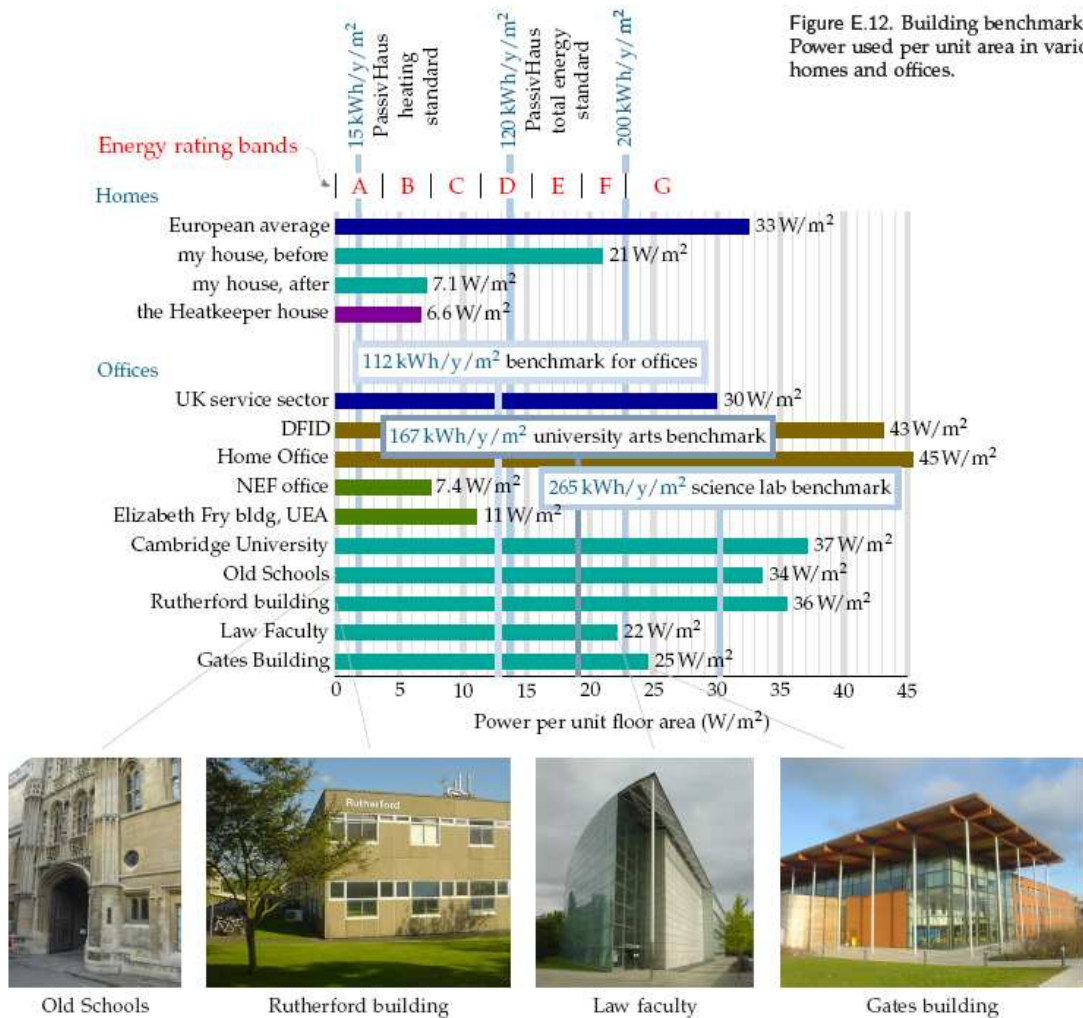 Figure E.12. Building benchmark
Power used per unit area in vario
homes and offices.
15 kWh/y/m²
PassivHaus
heating
standard
120 kWh/y/m²
PassivHaus
total energy
standard
200 kWh/y/m²
Energy rating bands
A B C D E F G
Homes
European average 33 W/m²
my house, before 21 W/m²
my house, after 7.1 W/m²
the Heatkeeper house 6.6 W/m²
112 kWh/y/m² benchmark for offices
Offices
UK service sector 30 W/m²
DFID 43 W/m²
167 kWh/y/m² university arts benchmark
Home Office 45 W/m²
NEF office 7.4 W/m²
265 kWh/y/m² science lab benchmark
Elizabeth Fry bldg, UEA 11 W/m²
Cambridge University 37 W/m²
Old Schools 34 W/m²
Rutherford building 36 W/m²
Law Faculty 22 W/m²
Gates Building 25 W/m²
0 5 10 15 20 25 30 35 40 45
Power per unit floor area (W/m²)
Rutherford
Old Schools
Rutherford building
Law faculty
Gates building